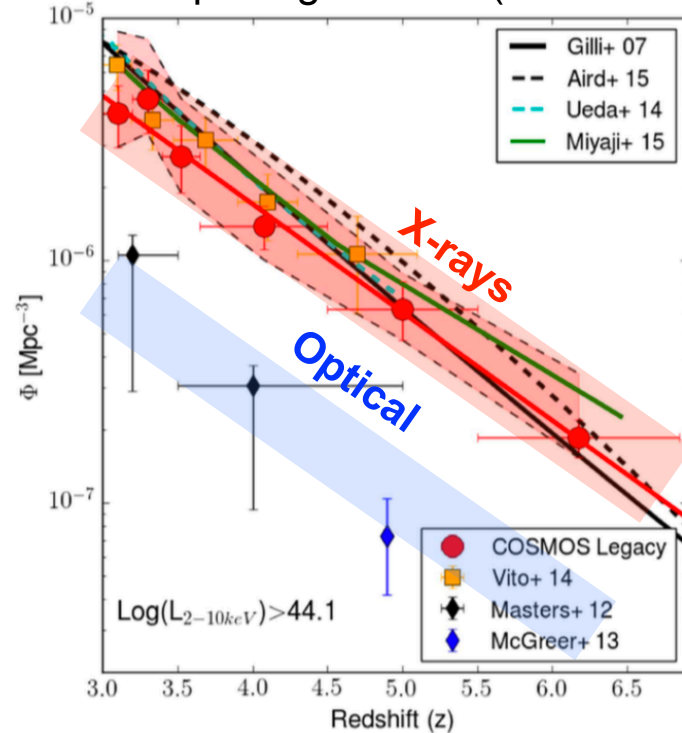 10⁻⁵
Gilli+ 07
Aird+ 15
Ueda+ 14
Miyaji+ 15
X-rays
10⁻⁶
Φ [Mpc⁻³]
Optical
10⁻⁷
COSMOS Legacy
Vito+ 14
Masters+ 12
McGreer+ 13
Log(L₂₋₁₀ₖₑV)>44.1
3.0 3.5 4.0 4.5 5.0 5.5 6.0 6.5
Redshift (z)